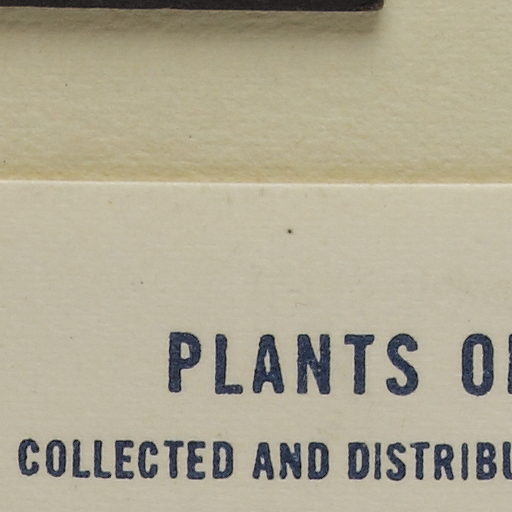 PLANTS O
COLLECTED AND DISTRIBU